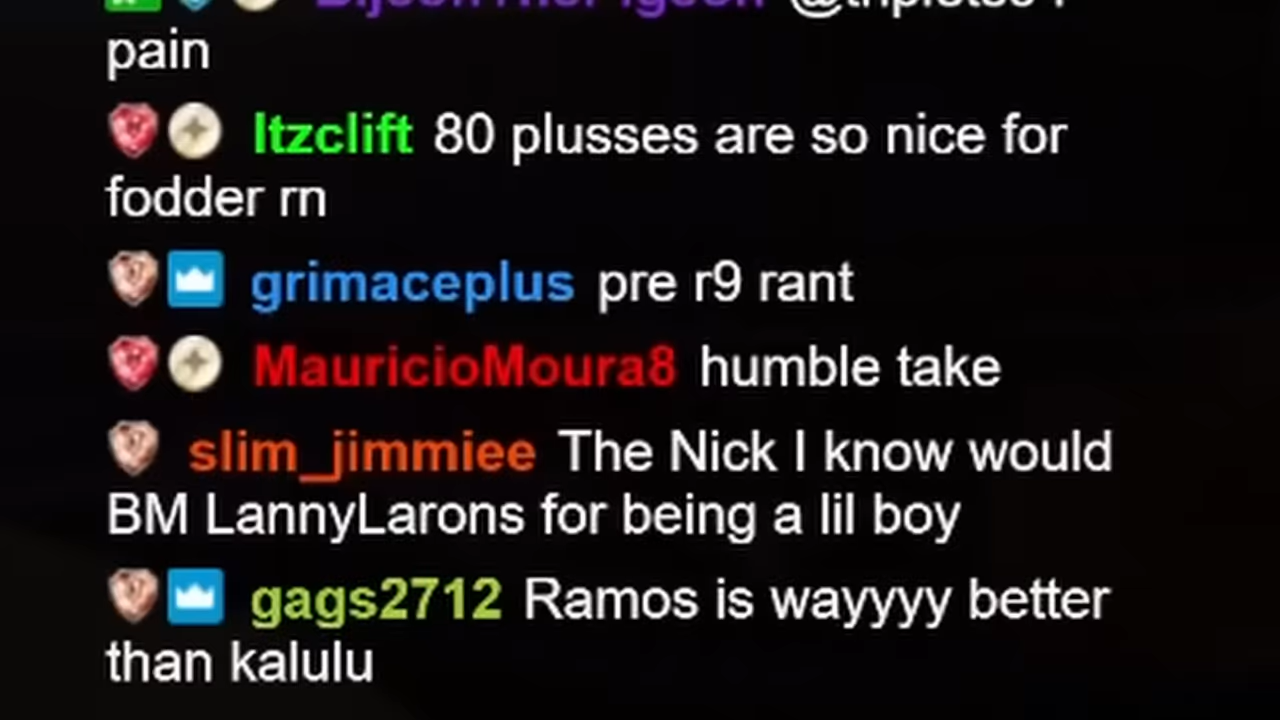 pain
Itzclift 80 plusses are so nice for
fodder rn
grimaceplus pre r9 rant
MauricioMoura8 humble take
slim_jimmiee The Nick I know would
BM LannyLarons for being a lil boy
gags2712 Ramos is wayyyy better
than kalulu